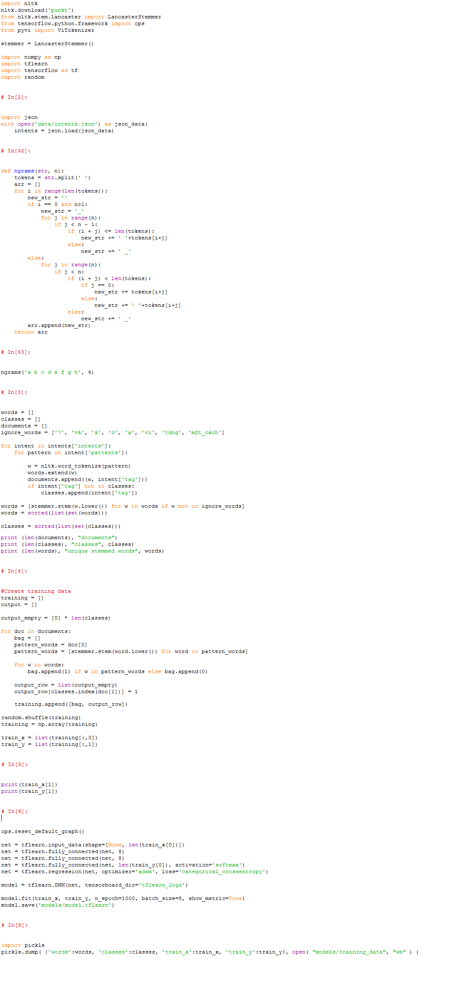 import nltk
nltk.download('punkt')
from nltk.stem.lancaster import LancasterStemmer
from tensorflow.python.framework import ops
from pyvi import ViTokenizer
stemmer = LancasterStemmer()
import numpy as np
import tflearn
import tensorflow as tf
import random
# In[2]:
import json
with open('data/intents.json') as json_data:
    intents = json.load(json_data)
# In[42]:
def ngrams(str, n):
    tokens = str.split(' ')
    arr = []
    for i in range(len(tokens)):
        new_str = ''
        if i == 0 and n>1:
            new_str = '_'
            for j in range(n):
                if j < n - 1:
                    if (i + j) <= len(tokens):
                        new_str += ' '+tokens[i+j]
                    else:
                        new_str += ' _'
        else:
            for j in range(n):
                if j < n:
                    if (i + j) < len(tokens):
                        if j == 0:
                            new_str += tokens[i+j]
                        else:
                            new_str += ' '+tokens[i+j]
                    else:
                        new_str += ' _'
        arr.append(new_str)
    return arr
# In[43]:
ngrams('a b c d e f g h', 4)
# In[3]:
words = []
classes = []
documents = []
ignore_words = ['?', 'và', 'à', 'ừ', 'ạ', 'vì', 'từng', 'một_cách']
for intent in intents['intents']:
    for pattern in intent['patterns']:
        w = nltk.word_tokenize(pattern)
        words.extend(w)
        documents.append((w, intent['tag']))
        if intent['tag'] not in classes:
            classes.append(intent['tag'])
words = [stemmer.stem(w.lower()) for w in words if w not in ignore_words]
words = sorted(list(set(words)))
classes = sorted(list(set(classes)))
print (len(documents), "documents")
print (len(classes), "classes", classes)
print (len(words), "unique stemmed words", words)
# In[4]:
#Create training data
training = []
output = []
output_empty = [0] * len(classes)
for doc in documents:
    bag = []
    pattern_words = doc[0]
    pattern_words = [stemmer.stem(word.lower()) for word in pattern_words]
    for w in words:
        bag.append(1) if w in pattern_words else bag.append(0)
    output_row = list(output_empty)
    output_row[classes.index(doc[1])] = 1
    training.append([bag, output_row])
random.shuffle(training)
training = np.array(training)
train_x = list(training[:,0])
train_y = list(training[:,1])
# In[5]:
print(train_x[1])
print(train_y[1])
# In[6]:
ops.reset_default_graph()
net = tflearn.input_data(shape=[None, len(train_x[0])])
net = tflearn.fully_connected(net, 8)
net = tflearn.fully_connected(net, 8)
net = tflearn.fully_connected(net, len(train_y[0]), activation='softmax')
net = tflearn.regression(net, optimizer='adam', loss='categorical_crossentropy')
model = tflearn.DNN(net, tensorboard_dir='tflearn_logs')
model.fit(train_x, train_y, n_epoch=1000, batch_size=8, show_metric=True)
model.save('models/model.tflearn')
# In[8]:
import pickle
pickle.dump( {'words':words, 'classes':classes, 'train_x':train_x, 'train_y':train_y}, open( "models/training_data", "wb" ) )